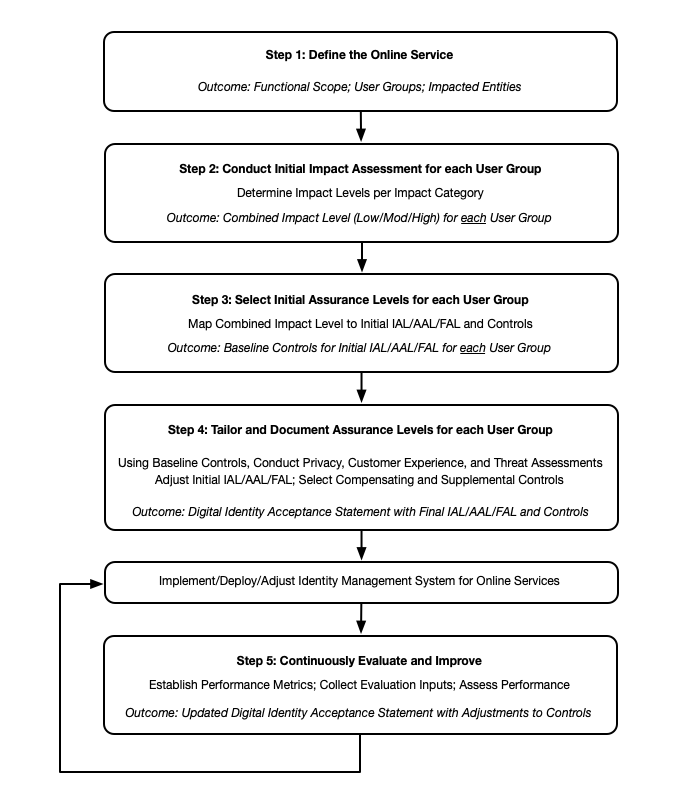 Step 1: Define the Online Service
Outcome: Functional Scope; User Groups; Impacted Entities
Step 2: Conduct Initial Impact Assessment for each User Group
Determine Impact Levels per Impact Category
Outcome: Combined Impact Level (Low/Mod/High) for each User Group
Step 3: Select Initial Assurance Levels for each User Group
Map Combined Impact Level to Initial IAL/AAL/FAL and Controls
Outcome: Baseline Controls for Initial IAL/AAL/FAL for each User Group
Step 4: Tailor and Document Assurance Levels for each User Group
Using Baseline Controls, Conduct Privacy, Customer Experience, and Threat Assessments
Adjust Initial IAL/AAL/FAL; Select Compensating and Supplemental Controls
Outcome: Digital Identity Acceptance Statement with Final IAL/AAL/FAL and Controls
Implement/Deploy/Adjust Identity Management System for Online Services
Step 5: Continuously Evaluate and Improve
Establish Performance Metrics; Collect Evaluation Inputs; Assess Performance
Outcome: Updated Digital Identity Acceptance Statement with Adjustments to Controls